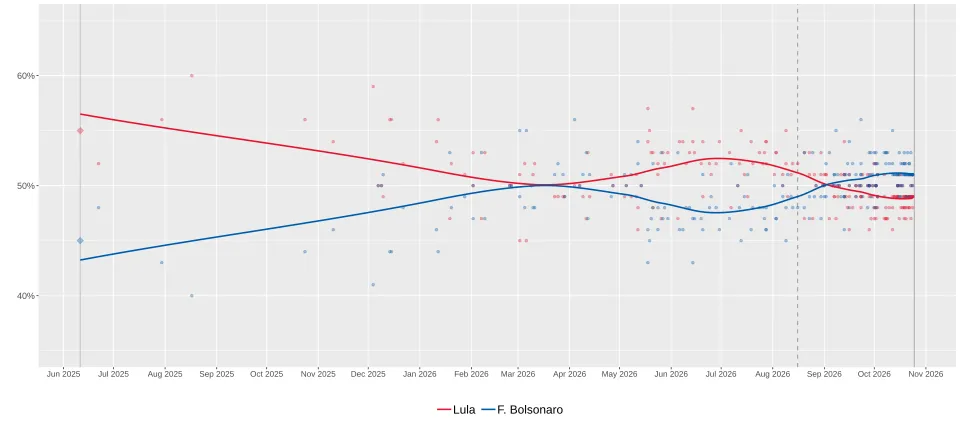 60%
50%
40%
Jun 2025 Jul 2025 Aug 2025 Sep 2025 Oct 2025 Nov 2025 Dec 2025 Jan 2026 Feb 2026 Mar 2026 Apr 2026 May 2026 Jun 2026 Jul 2026 Aug 2026 Sep 2026 Oct 2026 Nov 2026
Lula F. Bolsonaro